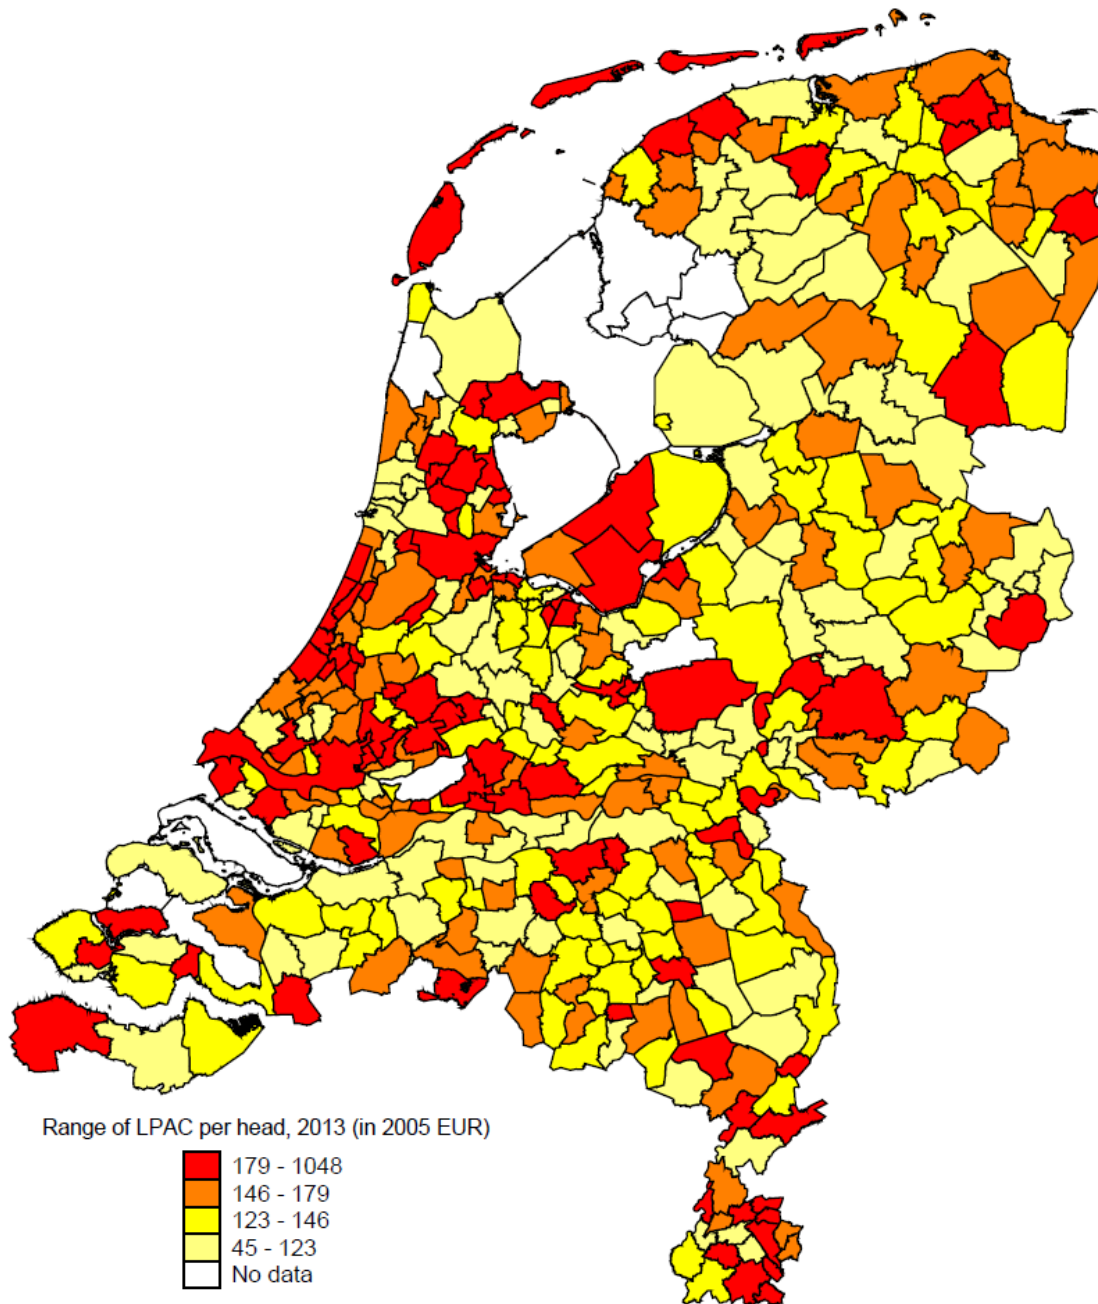 Range of LPAC per head, 2013 (in 2005 EUR)
179 - 1048
146 - 179
123 - 146
45 - 123
No data